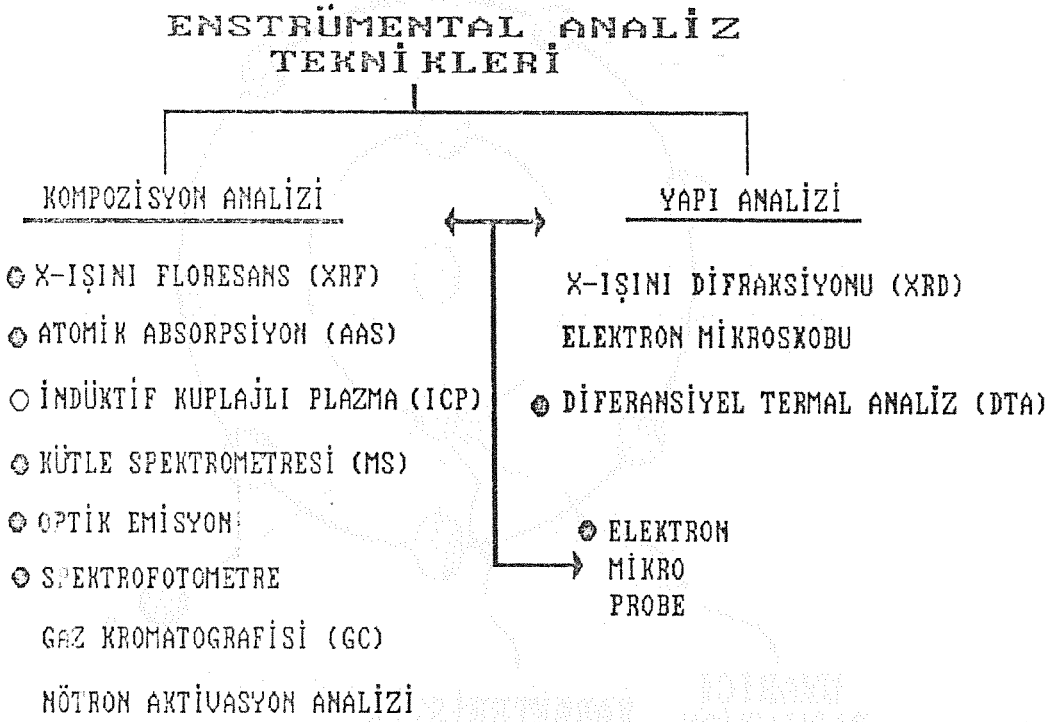 ENSTRÜMENTAL ANALİZ
TEKNİKLERİ
KOMPOZİSYON ANALİZİ
X-IŞINI FLORESANS (XRF)
ATOMİK ABSORPSİYON (AAS)
İNDÜKTİF KUPLAJLI PLAZMA (ICP)
KÜTLE SPEKTROMETRESİ (MS)
OPTİK EMİSYON
SPEKTROFOTOMETRE
GAZ KROMATOGRAFİSİ (GC)
NÖTRON AKTİVASYON ANALİZİ
YAPI ANALİZİ
X-IŞINI DİFRAKSİYONU (XRD)
ELEKTRON MİKROSKOBU
DİFERANSİYEL TERMAL ANALİZ (DTA)
ELEKTRON
MİKRO
PROBE